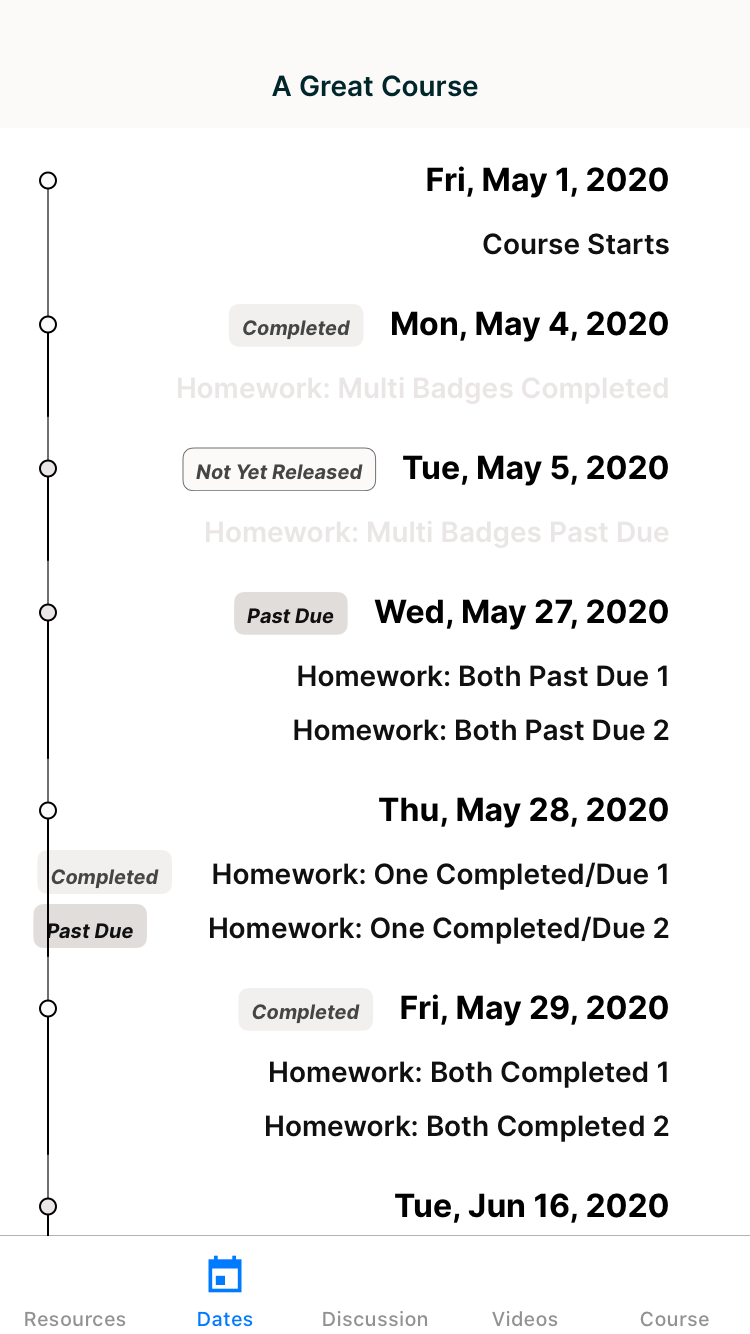 A Great Course
Fri, May 1, 2020
Course Starts
Completed Mon, May 4, 2020
Homework: Multi Badges Completed
Not Yet Released Tue, May 5, 2020
Homework: Multi Badges Past Due
Past Due Wed, May 27, 2020
Homework: Both Past Due 1
Homework: Both Past Due 2
Thu, May 28, 2020
Completed Homework: One Completed/Due 1
Past Due Homework: One Completed/Due 2
Completed Fri, May 29, 2020
Homework: Both Completed 1
Homework: Both Completed 2
Tue, Jun 16, 2020
Resources Dates Discussion Videos Course